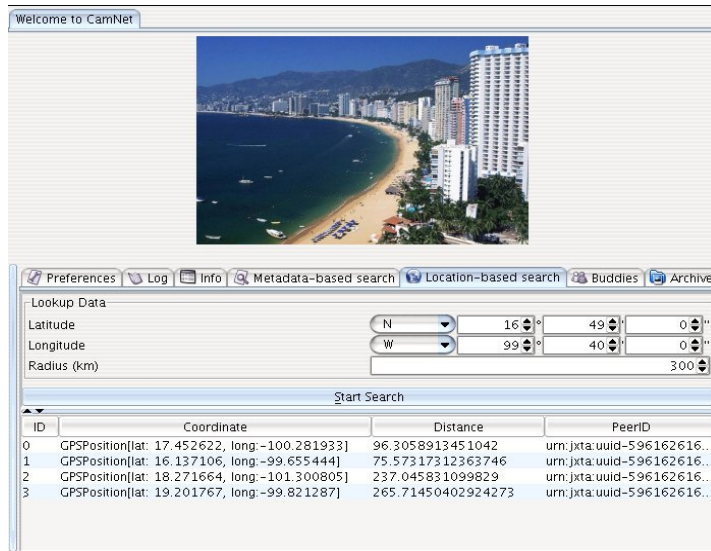 Welcome to CamNet
Preferences Log Info Metadata-based search Location-based search Buddies Archive
Lookup Data
Latitude N 16 ° 49 ' 0 "
Longitude W 99 ° 40 ' 0 "
Radius (km) 300
Start Search
ID Coordinate Distance PeerID
0 GPSPosition[lat: 17.452622, long:-100.281933] 96.3058913451042 urn:jxta:uuid-596162616...
1 GPSPosition[lat: 16.137106, long:-99.655444] 75.57317312363746 urn:jxta:uuid-596162616...
2 GPSPosition[lat: 18.271664, long:-101.300805] 237.045831099829 urn:jxta:uuid-596162616...
3 GPSPosition[lat: 19.201767, long:-99.821287] 265.71450402924273 urn:jxta:uuid-596162616...